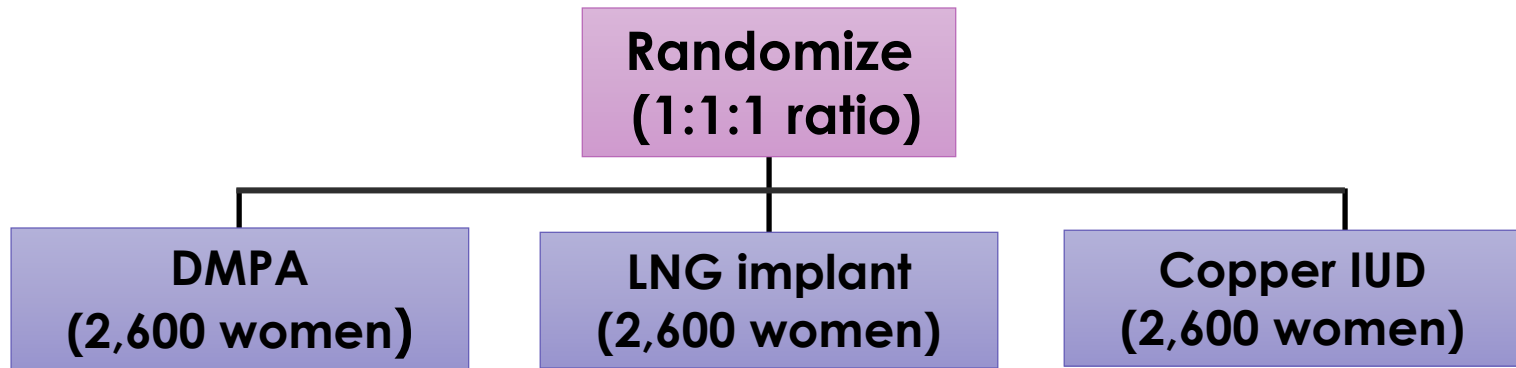 Randomize
(1:1:1 ratio)
DMPA
(2,600 women)
LNG implant
(2,600 women)
Copper IUD
(2,600 women)